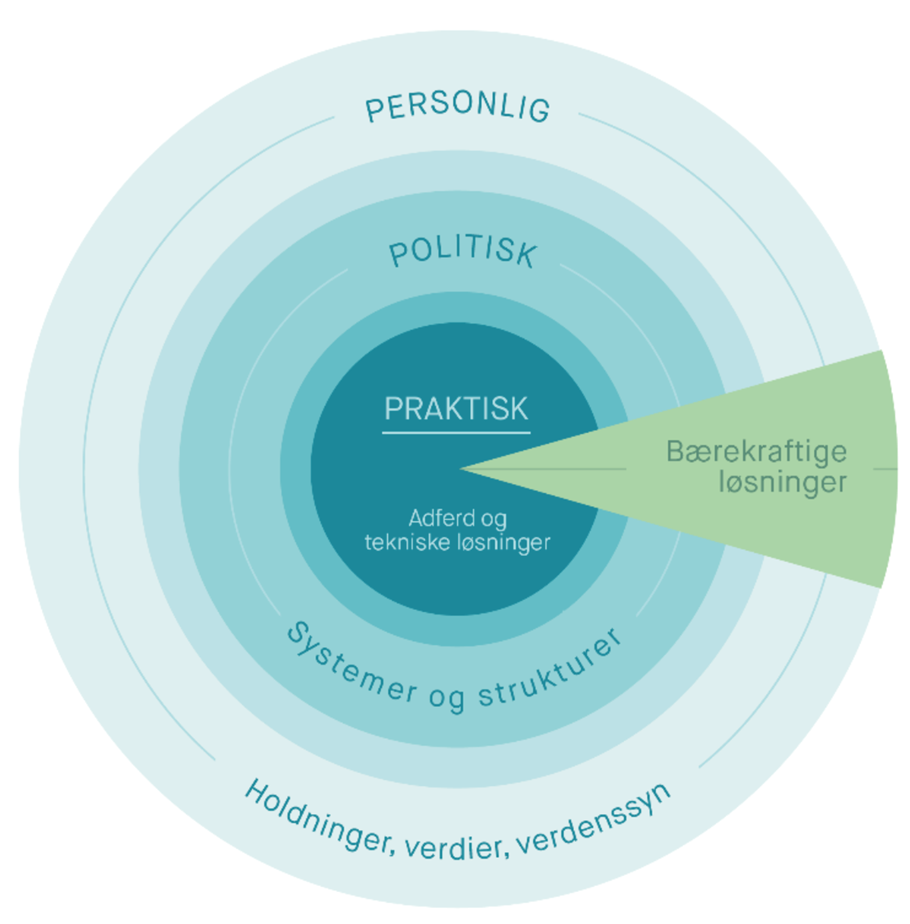 PERSONLIG
POLITISK
PRAKTISK
Adferd og
tekniske løsninger
Bærekraftige
løsninger
Systemer og strukturer
Holdninger, verdier, verdenssyn